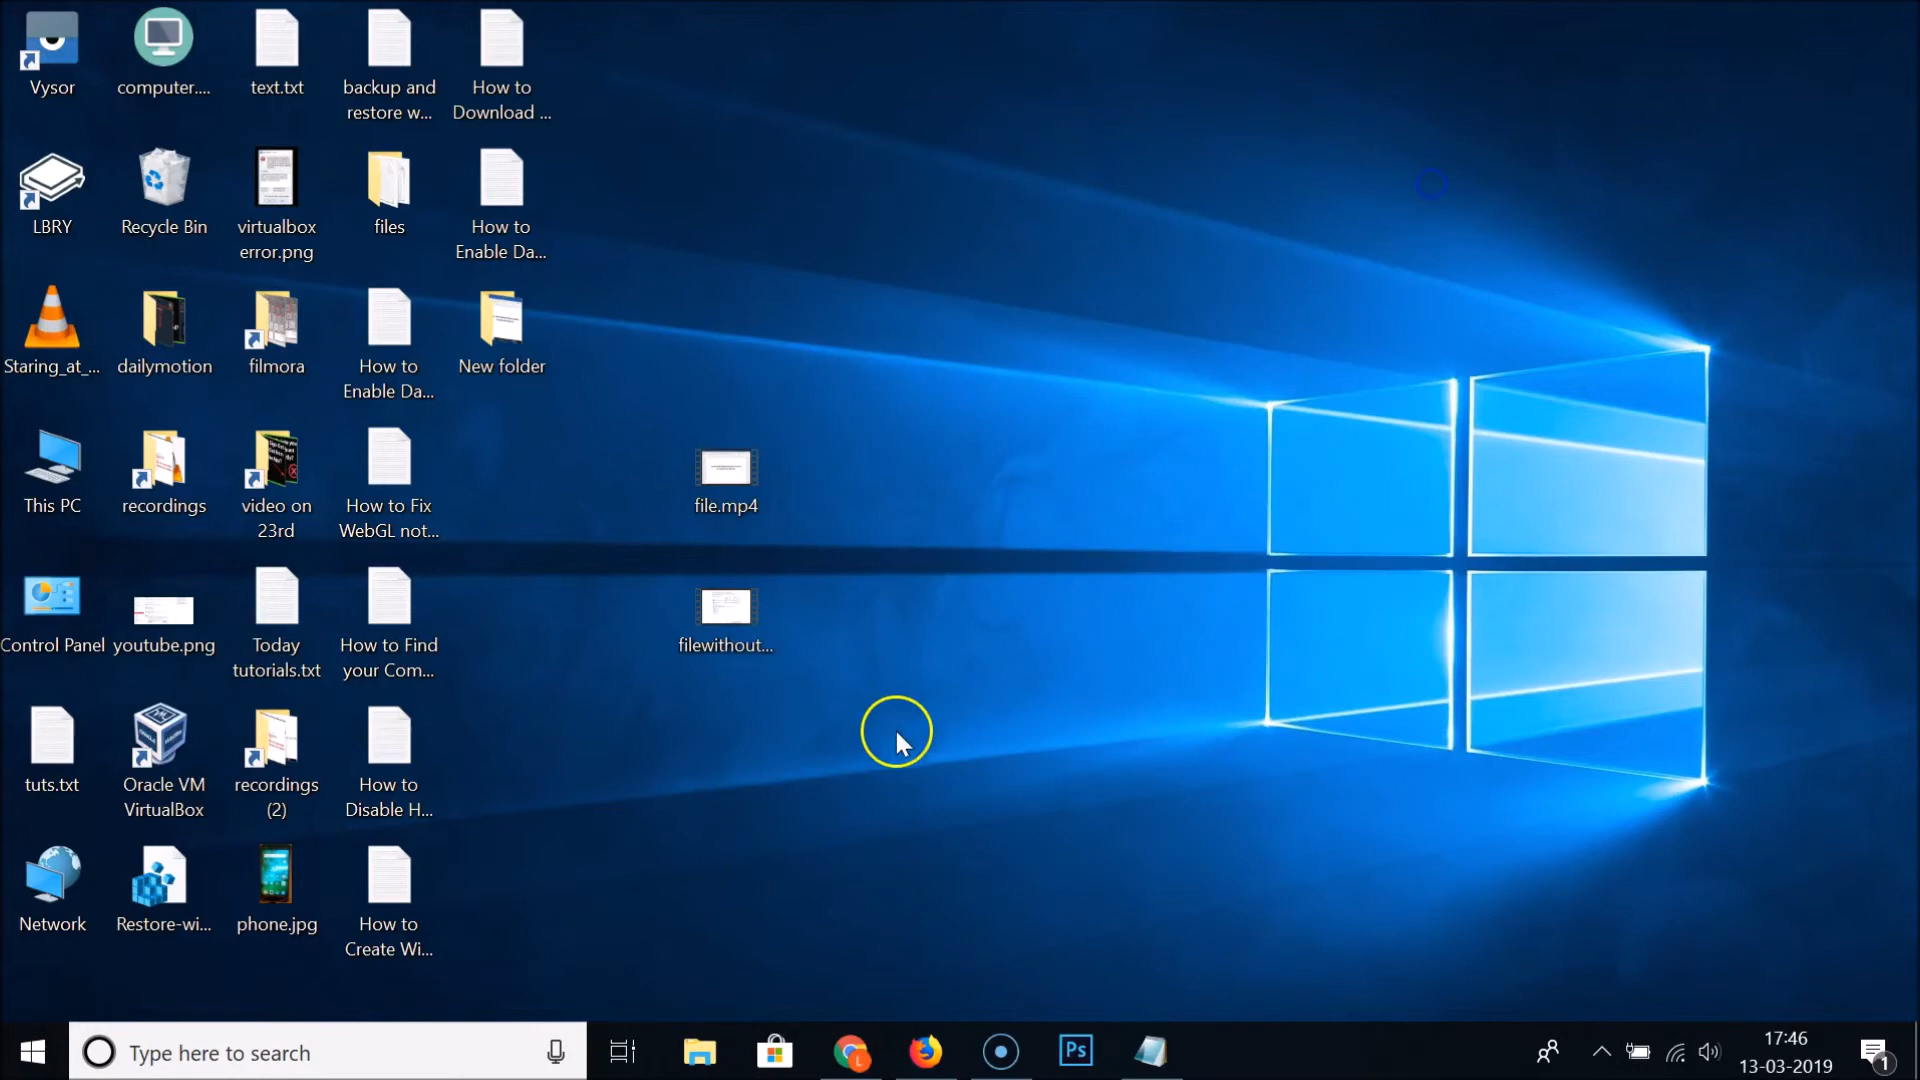 Vysor
computer....
text.txt
backup and
restore w...
How to
Download ...
LBRY
Recycle Bin
virtualbox
error.png
files
How to
Enable Da...
Staring_at_...
dailymotion
filmora
How to
Enable Da...
New folder
This PC
recordings
video on
23rd
How to Fix
WebGL not...
file.mp4
Control Panel
youtube.png
Today
tutorials.txt
How to Find
your Com...
filewithout...
tuts.txt
Oracle VM
VirtualBox
recordings
(2)
How to
Disable H...
Network
Restore-wi...
phone.jpg
How to
Create Wi...
Type here to search
L
Ps
17:46
13-03-2019
1